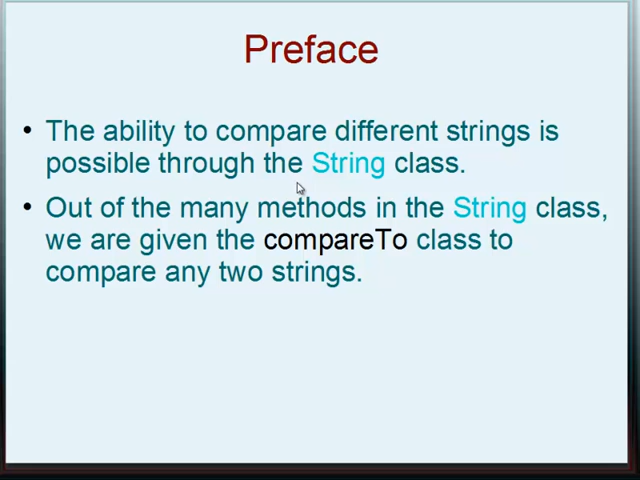 Preface
• The ability to compare different strings is
possible through the String class.
• Out of the many methods in the String class,
we are given the compareTo class to
compare any two strings.